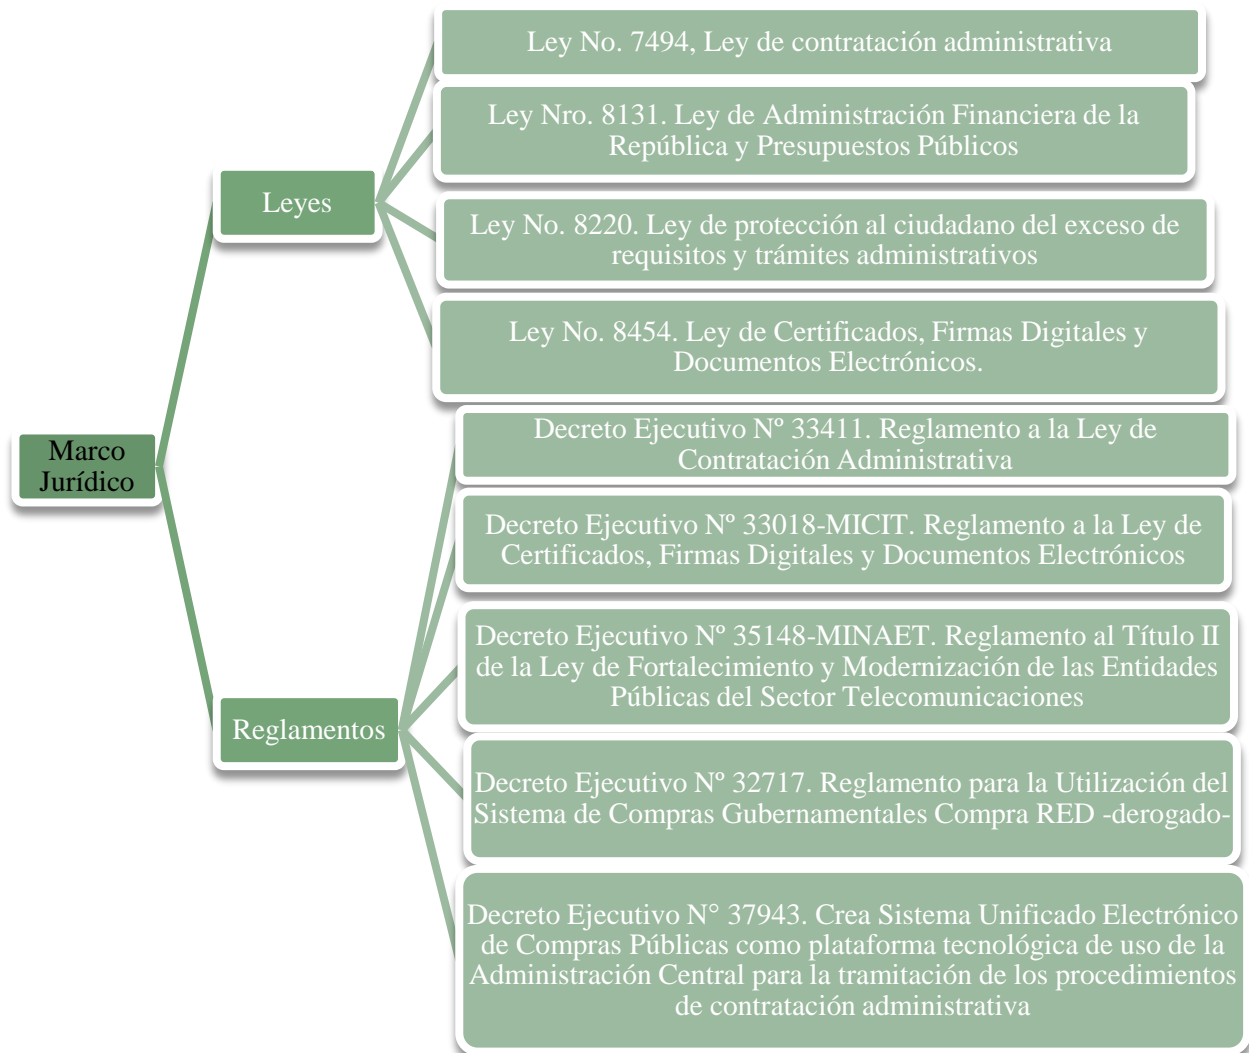 Marco
Jurídico
Leyes
Ley No. 7494, Ley de contratación administrativa
Ley Nro. 8131. Ley de Administración Financiera de la
República y Presupuestos Públicos
Ley No. 8220. Ley de protección al ciudadano del exceso de
requisitos y trámites administrativos
Ley No. 8454. Ley de Certificados, Firmas Digitales y
Documentos Electrónicos.
Reglamentos
Decreto Ejecutivo Nº 33411. Reglamento a la Ley de
Contratación Administrativa
Decreto Ejecutivo Nº 33018-MICIT. Reglamento a la Ley de
Certificados, Firmas Digitales y Documentos Electrónicos
Decreto Ejecutivo Nº 35148-MINAET. Reglamento al Título II
de la Ley de Fortalecimiento y Modernización de las Entidades
Públicas del Sector Telecomunicaciones
Decreto Ejecutivo Nº 32717. Reglamento para la Utilización del
Sistema de Compras Gubernamentales Compra RED -derogado-
Decreto Ejecutivo N° 37943. Crea Sistema Unificado Electrónico
de Compras Públicas como plataforma tecnológica de uso de la
Administración Central para la tramitación de los procedimientos
de contratación administrativa